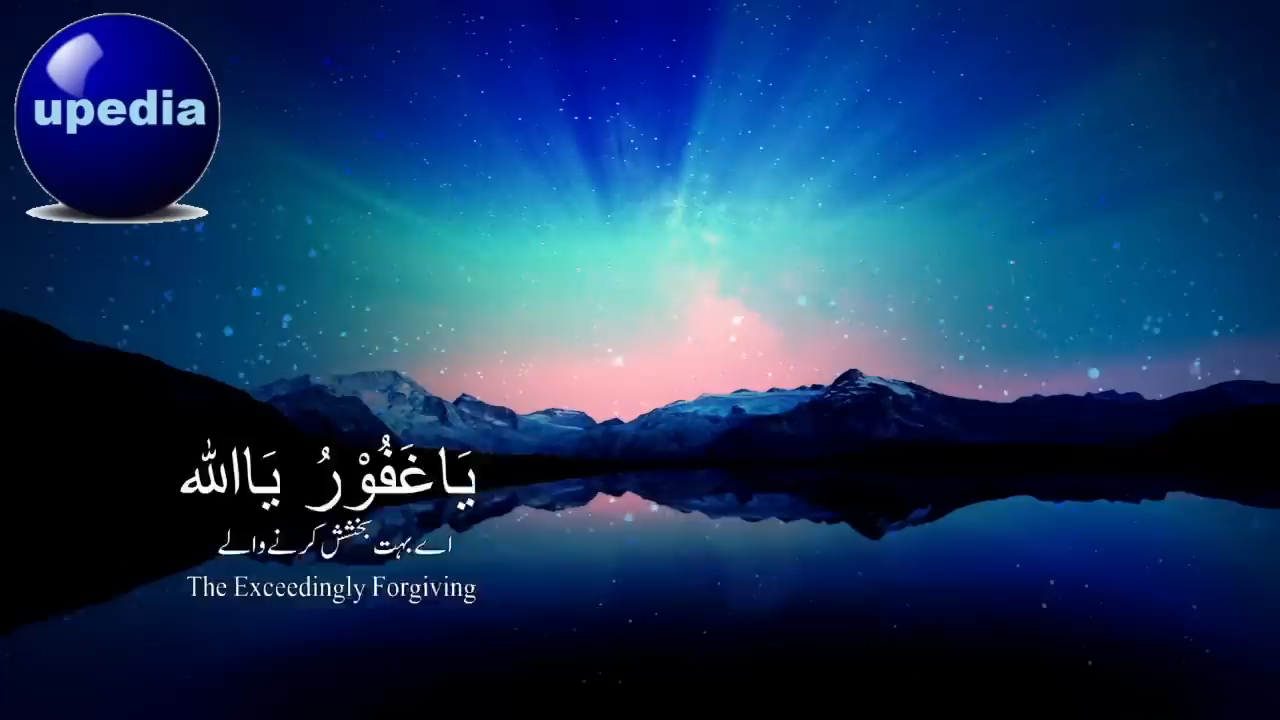 upedia
يَاغَفُوْرُ يَااللہ
اے بہت بخشش کرنے والے
The Exceedingly Forgiving